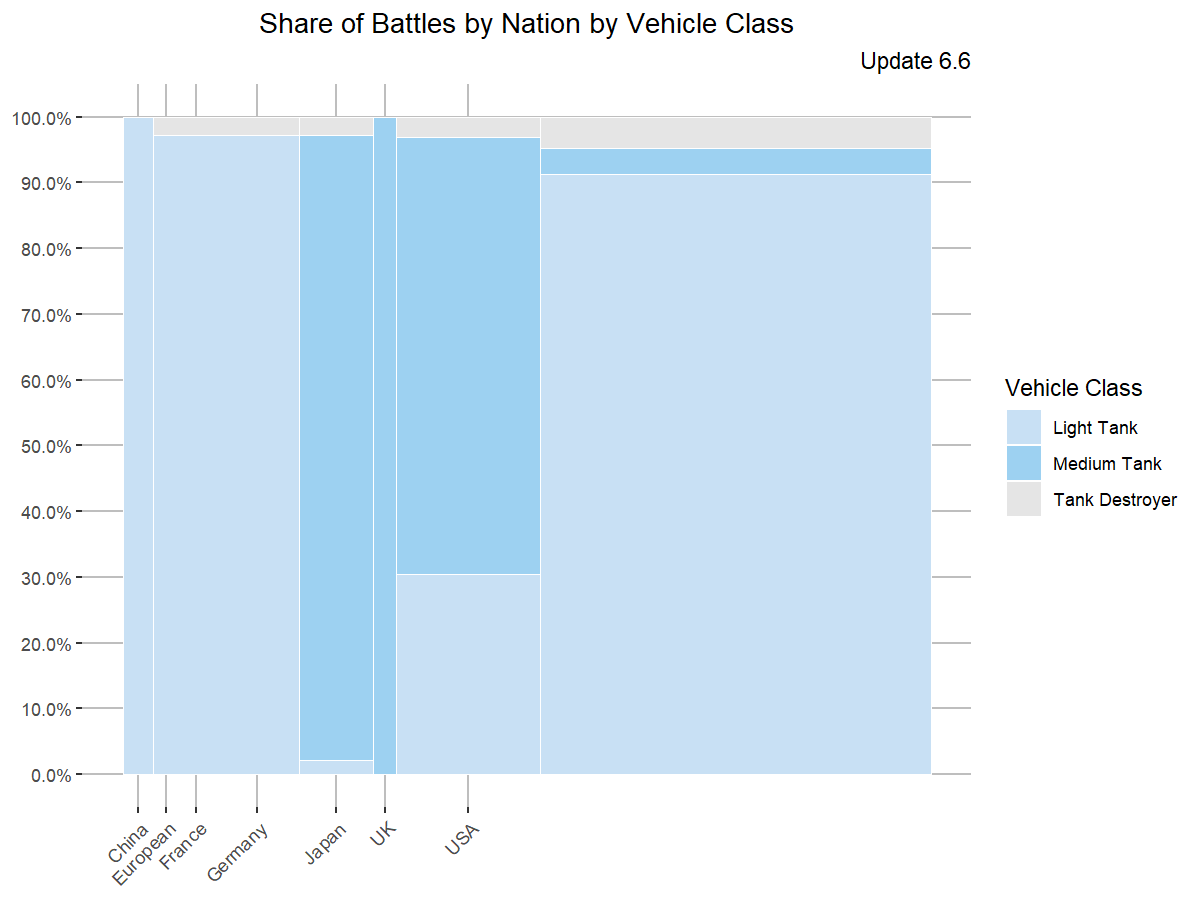 Share of Battles by Nation by Vehicle Class
Update 6.6
100.0%
90.0%
80.0%
70.0%
60.0%
50.0%
40.0%
30.0%
20.0%
10.0%
0.0%
China
European
France
Germany
Japan
UK
USA
Vehicle Class
Light Tank
Medium Tank
Tank Destroyer